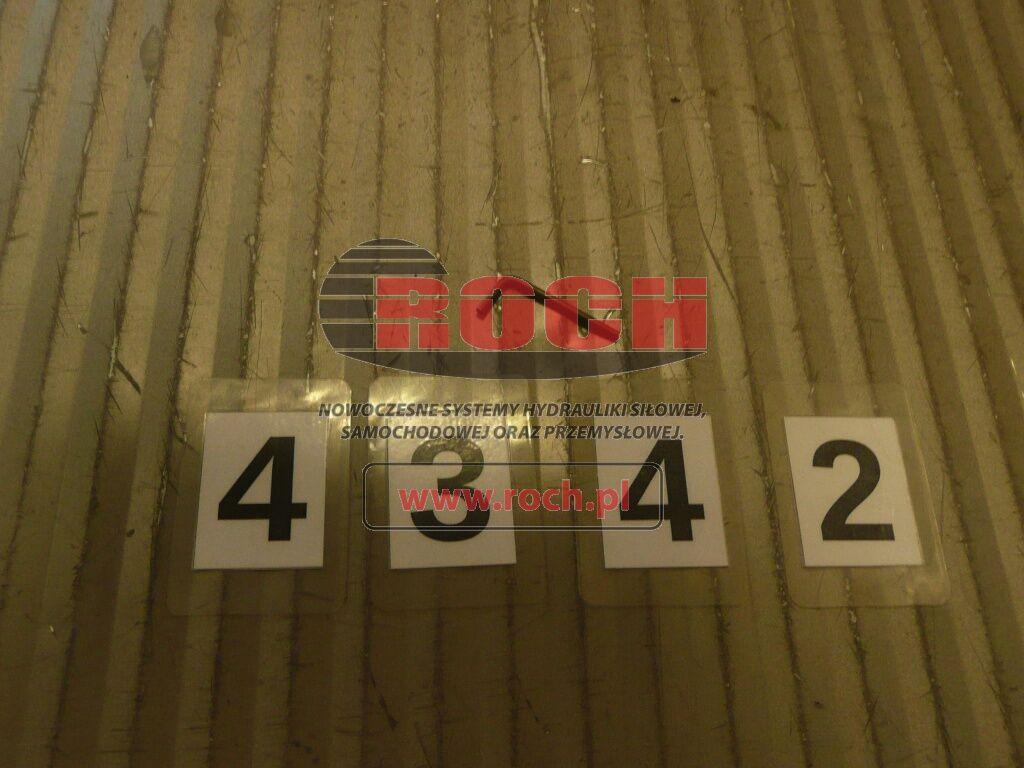 ROCH
NOWOCZESNE SYSTEMY HYDRAULIKI SIŁOWEJ,
SAMOCHODOWEJ ORAZ PRZEMYSŁOWEJ.
www.roch.pl
4 3 4 2